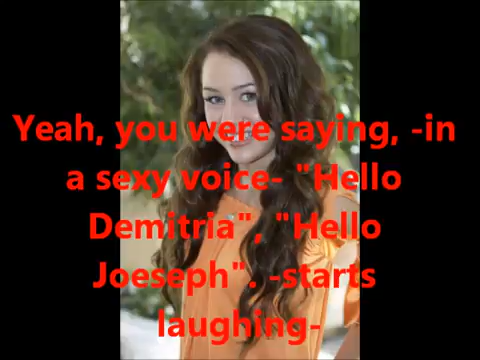 Yeah, you were saying, -in
a sexy voice- "Hello
Demitria", "Hello
Joeseph". -starts
laughing-